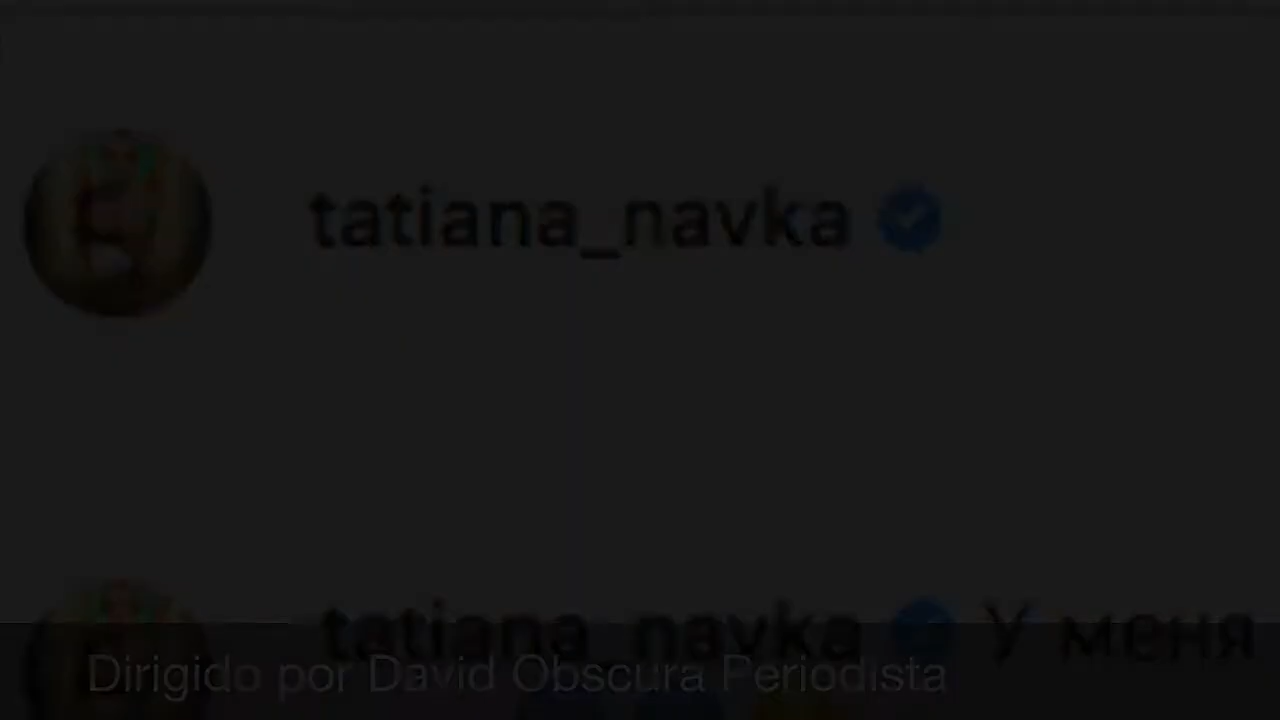 tatiana_navka
tatiana_navka У меня
Dirigido por David Obscura Periodista